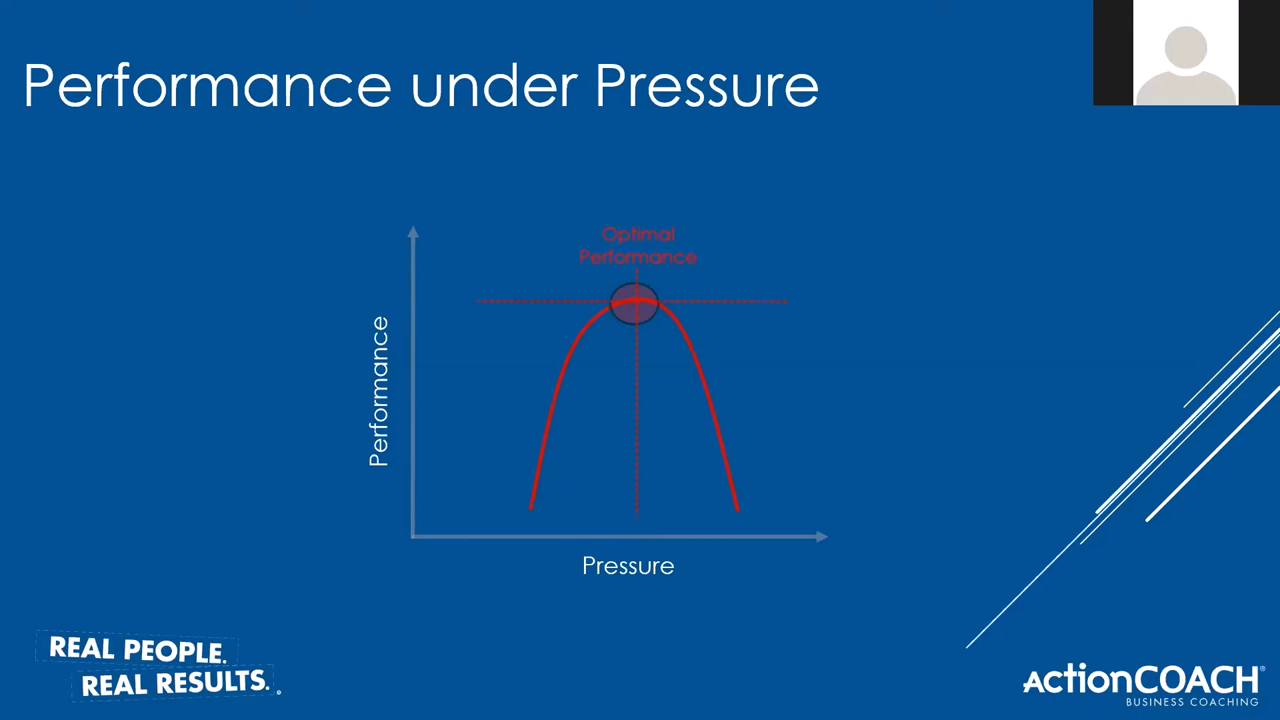 Performance under Pressure
Optimal
Performance
Performance
Pressure
REAL PEOPLE.
REAL RESULTS.
ActionCOACH®
BUSINESS COACHING